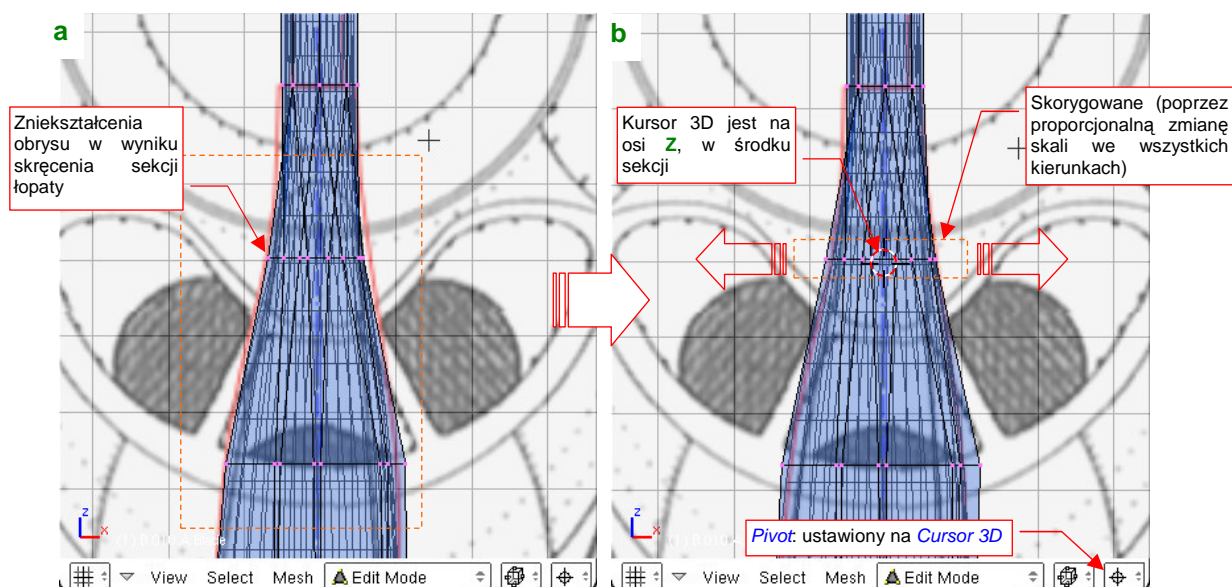 a
b
Zniekształcenia
obrysu w wyniku
skręcenia sekcji
łopaty
Kursor 3D jest na
osi Z, w środku
sekcji
Skorygowane (poprzez
proporcjonalną zmianę
skali we wszystkich
kierunkach)
z
x
z
x
Pivot: ustawiony na Cursor 3D
View Select Mesh Edit Mode
View Select Mesh Edit Mode